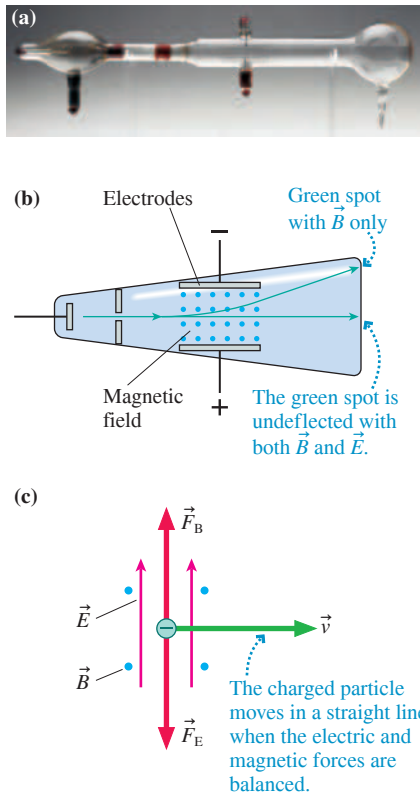 (a)
(b)
Electrodes
Green spot
with B⃗ only
−
Magnetic
field
+
The green spot is
undeflected with
both B⃗ and E⃗.
(c)
F⃗B
E⃗
−
v⃗
B⃗
F⃗E
The charged particle
moves in a straight line
when the electric and
magnetic forces are
balanced.